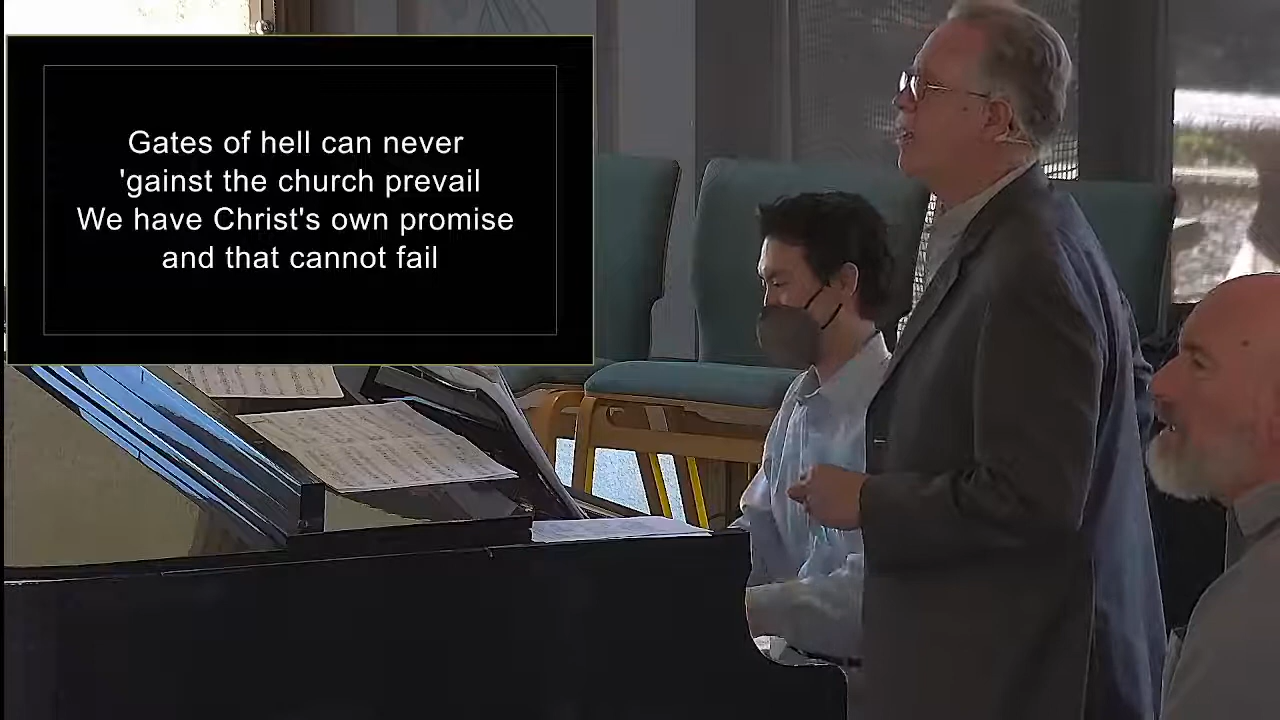 Gates of hell can never
'gainst the church prevail
We have Christ's own promise
and that cannot fail